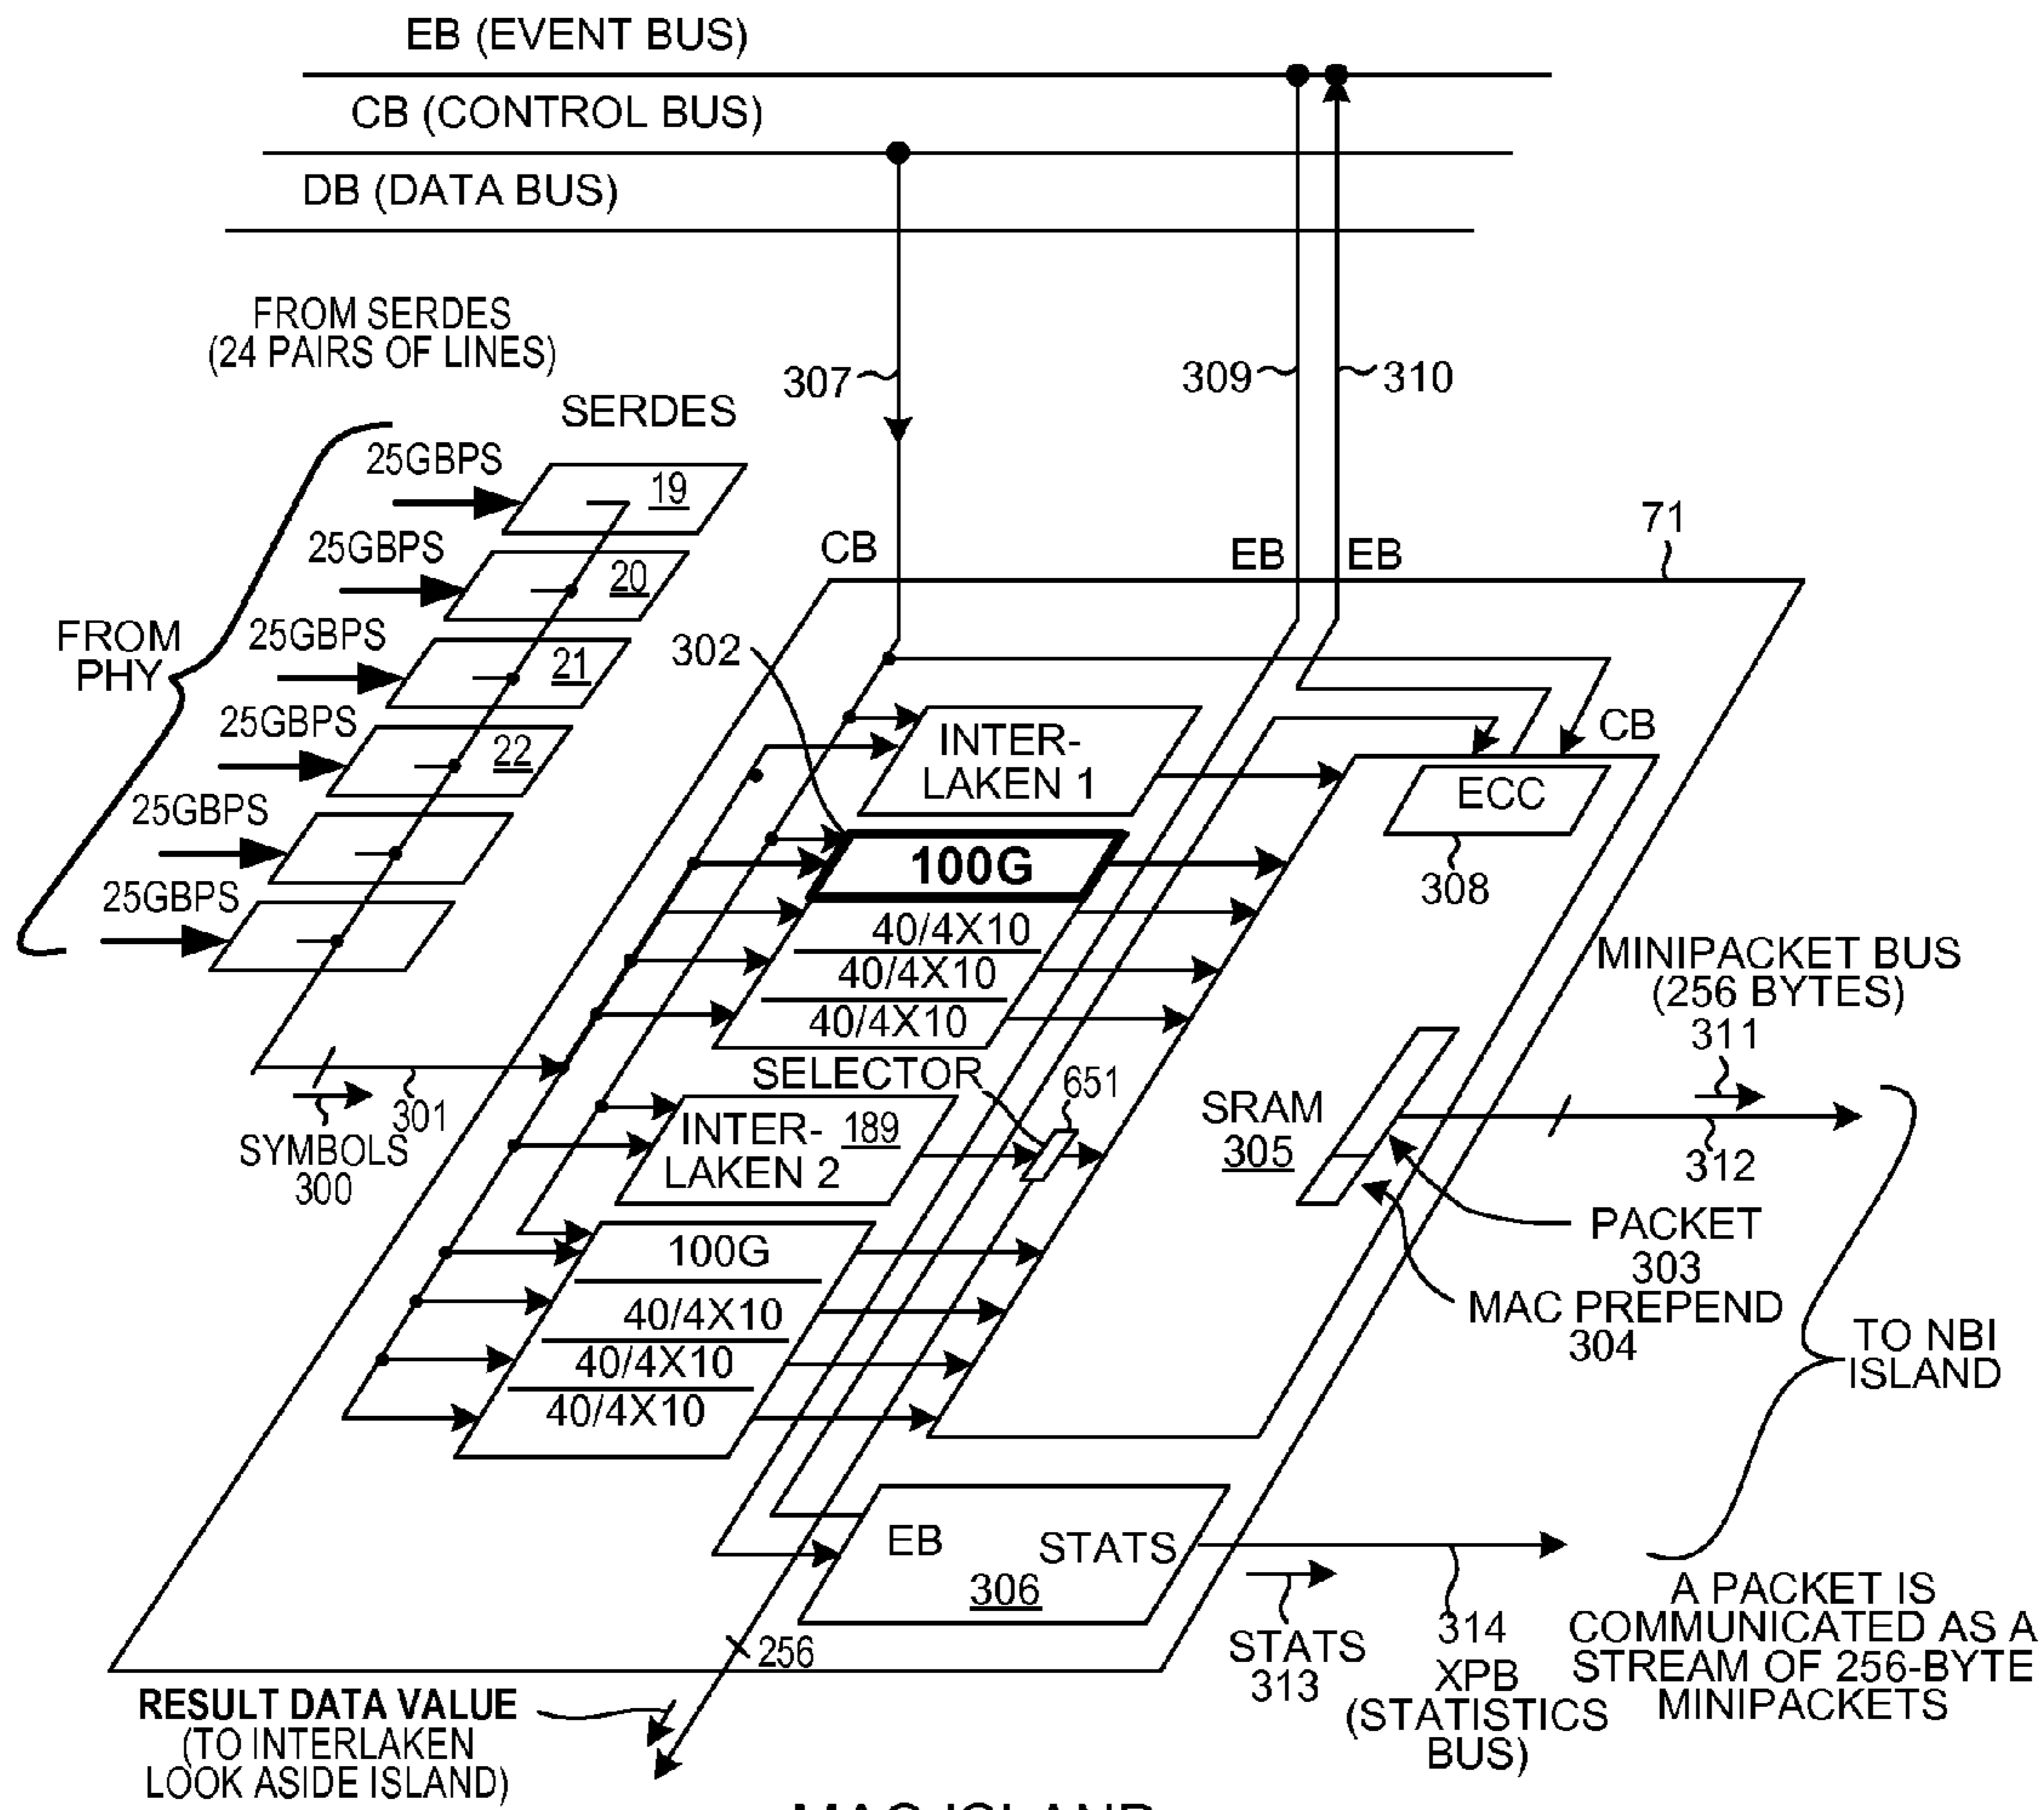 EB (EVENT BUS)
CB (CONTROL BUS)
DB (DATA BUS)
FROM SERDES
(24 PAIRS OF LINES)
307
309
310
SERDES
25GBPS
19
25GBPS
20
25GBPS
21
25GBPS
22
25GBPS
25GBPS
FROM
PHY
CB
EB
EB
71
302
INTER-
LAKEN 1
CB
ECC
308
100G
40/4X10
40/4X10
40/4X10
MINIPACKET BUS
(256 BYTES)
311
312
SELECTOR
651
301
SYMBOLS
300
INTER-
LAKEN 2
189
SRAM
305
PACKET
303
MAC PREPEND
304
TO NBI
ISLAND
100G
40/4X10
40/4X10
40/4X10
EB
STATS
306
256
STATS
313
314
XPB
(STATISTICS
BUS)
A PACKET IS
COMMUNICATED AS A
STREAM OF 256-BYTE
MINIPACKETS
RESULT DATA VALUE
(TO INTERLAKEN
LOOK ASIDE ISLAND)
MAC ISLAND